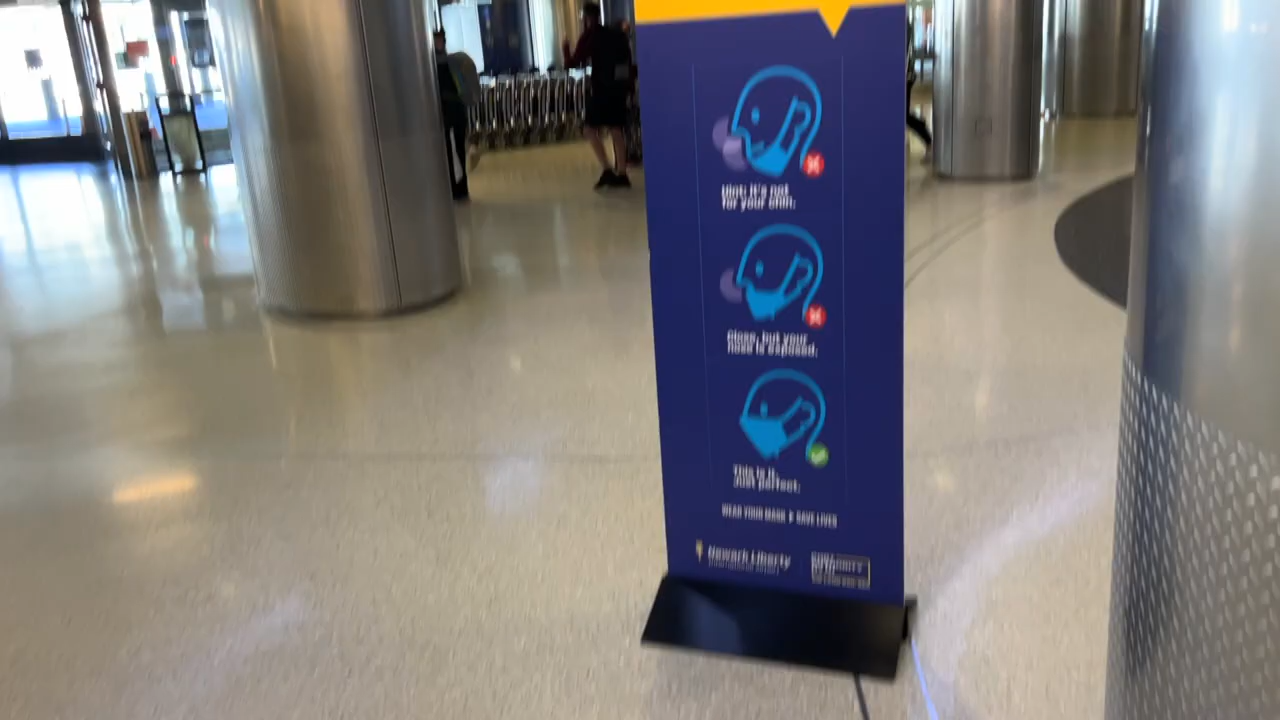 Hint: it's not
for your chin.
Close, but your
nose is exposed.
This is it.
Just perfect.
WEAR YOUR MASK SAVE LIVES
Newark Liberty